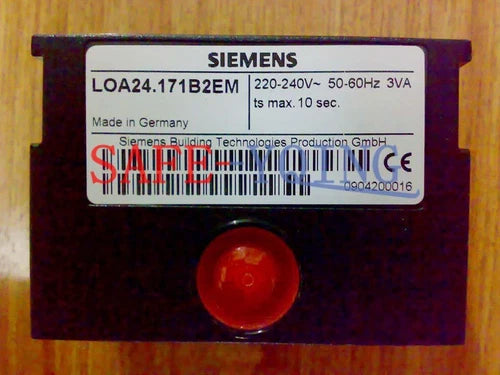 SIEMENS
LOA24.171B2EM
220-240V~ 50-60Hz 3VA
ts max. 10 sec.
Made in Germany
Siemens Building Technologies Production GmbH
SAFE-YQING
CE
0904200016